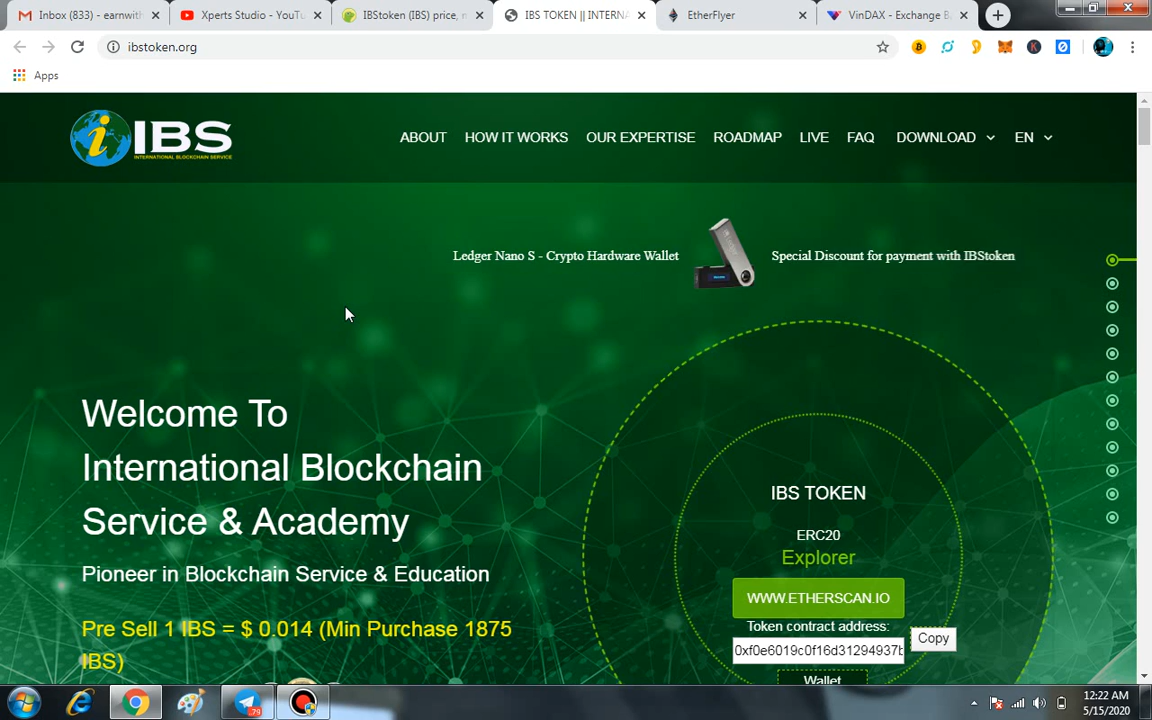 Inbox (833) - earnwith
Xperts Studio - YouTu
IBStoken (IBS) price, m
IBS TOKEN || INTERNA
EtherFlyer
VinDAX - Exchange B
ibstoken.org
Apps
IBS
INTERNATIONAL BLOCKCHAIN SERVICE
ABOUT
HOW IT WORKS
OUR EXPERTISE
ROADMAP
LIVE
FAQ
DOWNLOAD
EN
Ledger Nano S - Crypto Hardware Wallet
Special Discount for payment with IBStoken
Welcome To
International Blockchain
Service & Academy
Pioneer in Blockchain Service & Education
Pre Sell 1 IBS = $ 0.014 (Min Purchase 1875
IBS)
IBS TOKEN
ERC20
Explorer
WWW.ETHERSCAN.IO
Token contract address:
0xf0e6019c0f16d31294937b
Copy
Wallet
79
12:22 AM
5/15/2020